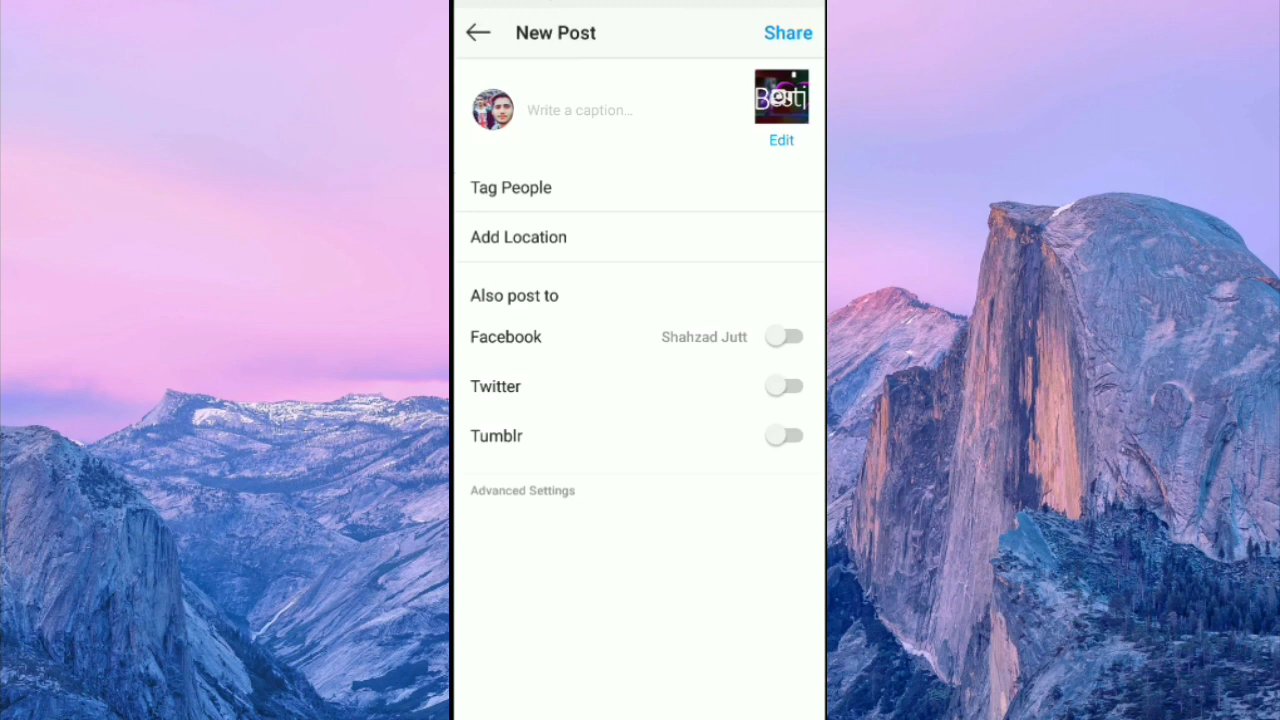 New Post
Share
Write a caption...
Edit
Tag People
Add Location
Also post to
Facebook
Shahzad Jutt
Twitter
Tumblr
Advanced Settings